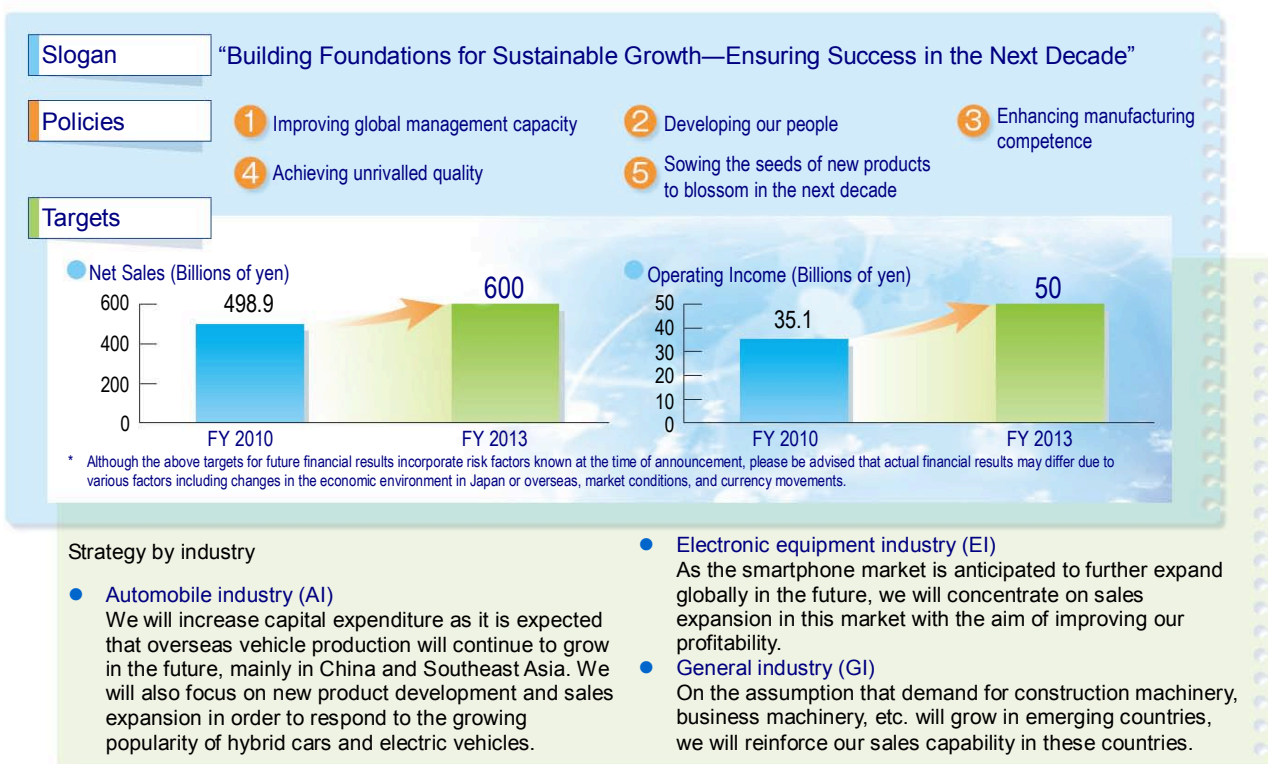 Slogan
“Building Foundations for Sustainable Growth—Ensuring Success in the Next Decade”
Policies
1 Improving global management capacity
2 Developing our people
3 Enhancing manufacturing
competence
4 Achieving unrivalled quality
5 Sowing the seeds of new products
to blossom in the next decade
Targets
Net Sales (Billions of yen)
600
400
200
0
498.9
600
FY 2010
FY 2013
Operating Income (Billions of yen)
50
40
30
20
10
0
35.1
50
FY 2010
FY 2013
* Although the above targets for future financial results incorporate risk factors known at the time of announcement, please be advised that actual financial results may differ due to
various factors including changes in the economic environment in Japan or overseas, market conditions, and currency movements.
Strategy by industry
● Automobile industry (AI)
We will increase capital expenditure as it is expected
that overseas vehicle production will continue to grow
in the future, mainly in China and Southeast Asia. We
will also focus on new product development and sales
expansion in order to respond to the growing
popularity of hybrid cars and electric vehicles.
● Electronic equipment industry (EI)
As the smartphone market is anticipated to further expand
globally in the future, we will concentrate on sales
expansion in this market with the aim of improving our
profitability.
● General industry (GI)
On the assumption that demand for construction machinery,
business machinery, etc. will grow in emerging countries,
we will reinforce our sales capability in these countries.